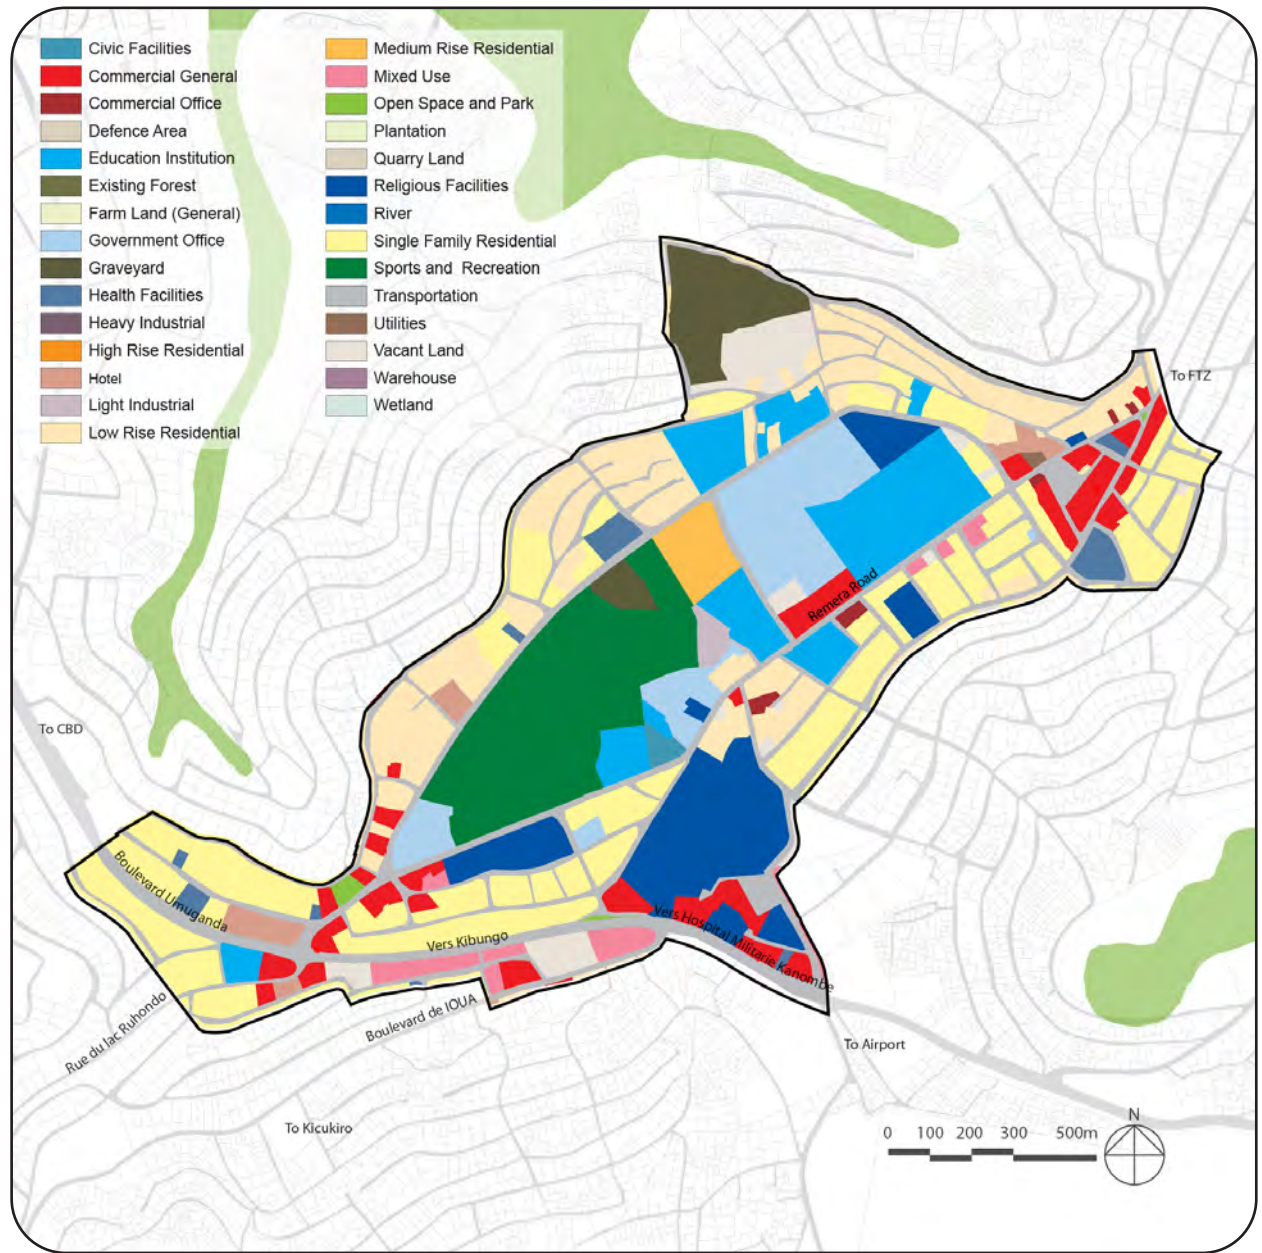 Civic Facilities
Commercial General
Commercial Office
Defence Area
Education Institution
Existing Forest
Farm Land (General)
Government Office
Graveyard
Health Facilities
Heavy Industrial
High Rise Residential
Hotel
Light Industrial
Low Rise Residential
Medium Rise Residential
Mixed Use
Open Space and Park
Plantation
Quarry Land
Religious Facilities
River
Single Family Residential
Sports and Recreation
Transportation
Utilities
Vacant Land
Warehouse
Wetland
To FTZ
Remera Road
To CBD
Boulevard Umuganda
Vers Kibungo
Vers Hospital Militarie Kanombe
Rue du lac Ruhondo
Boulevard de IOUA
To Airport
To Kicukiro
0 100 200 300 500m
N